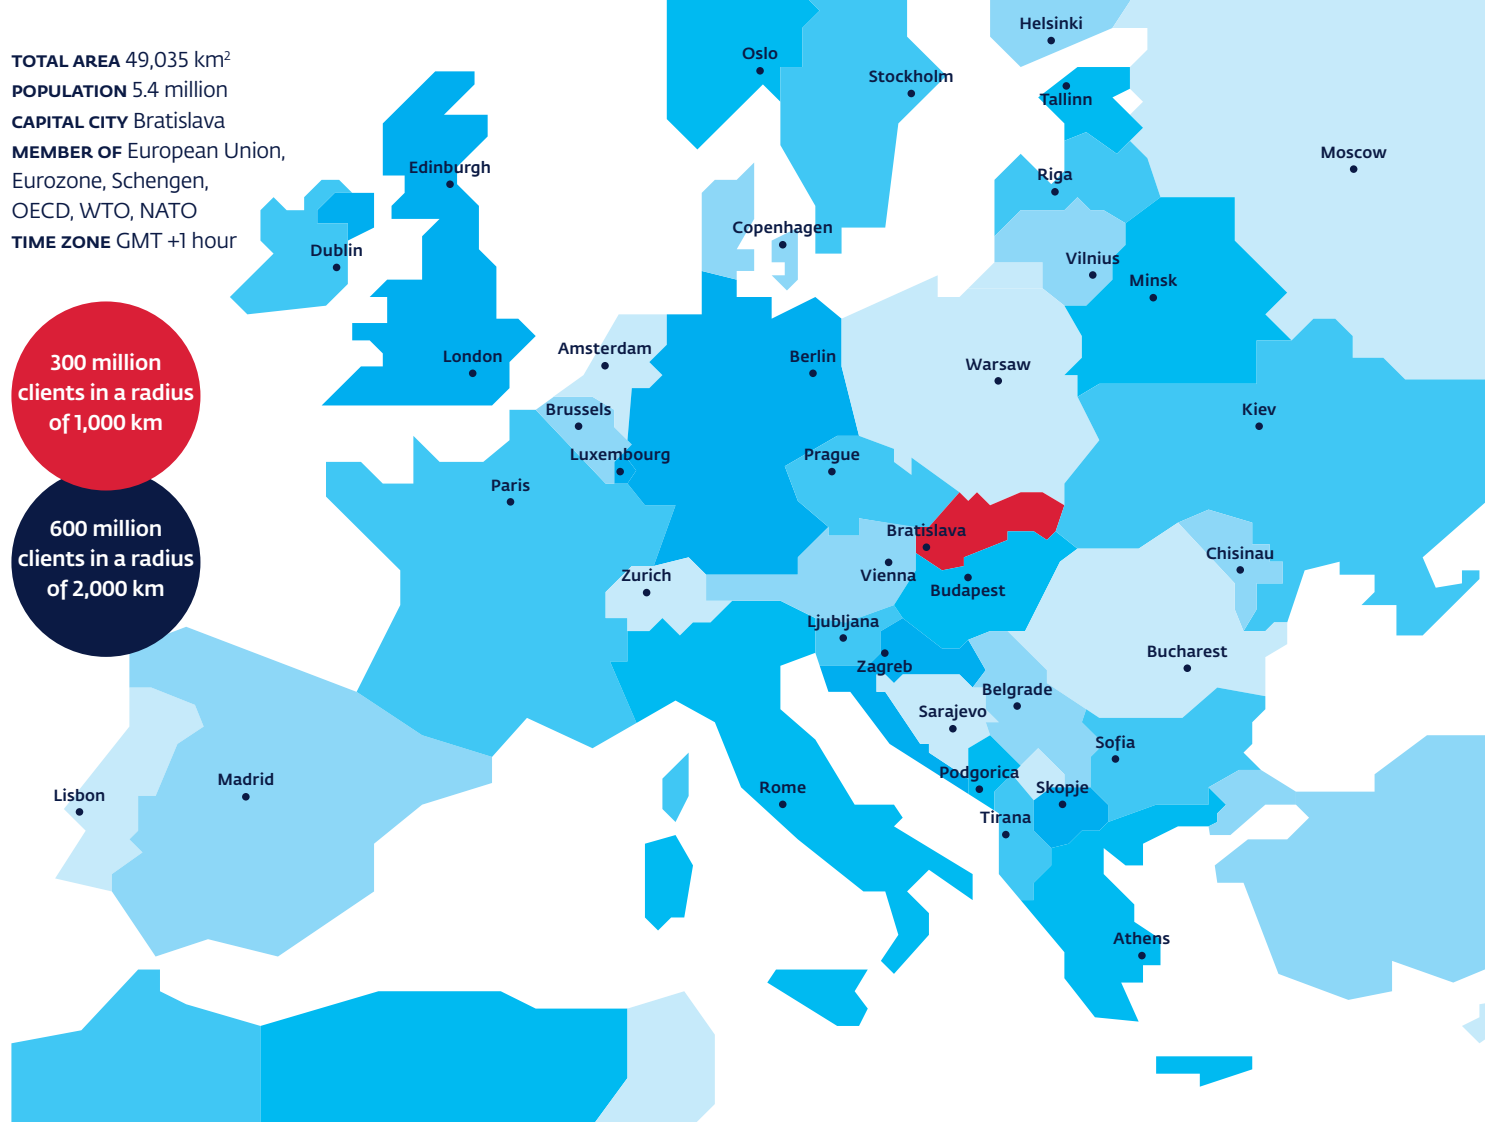 TOTAL AREA 49,035 km²
POPULATION 5.4 million
CAPITAL CITY Bratislava
MEMBER OF European Union,
Eurozone, Schengen,
OECD, WTO, NATO
TIME ZONE GMT +1 hour
300 million
clients in a radius
of 1,000 km
600 million
clients in a radius
of 2,000 km
Helsinki
Oslo
Stockholm
Tallinn
Moscow
Edinburgh
Riga
Copenhagen
Dublin
Vilnius
Minsk
Amsterdam
London
Berlin
Warsaw
Brussels
Kiev
Luxembourg
Prague
Paris
Bratislava
Chisinau
Zurich
Vienna
Budapest
Ljubljana
Bucharest
Zagreb
Belgrade
Sarajevo
Sofia
Podgorica
Madrid
Rome
Skopje
Lisbon
Tirana
Athens